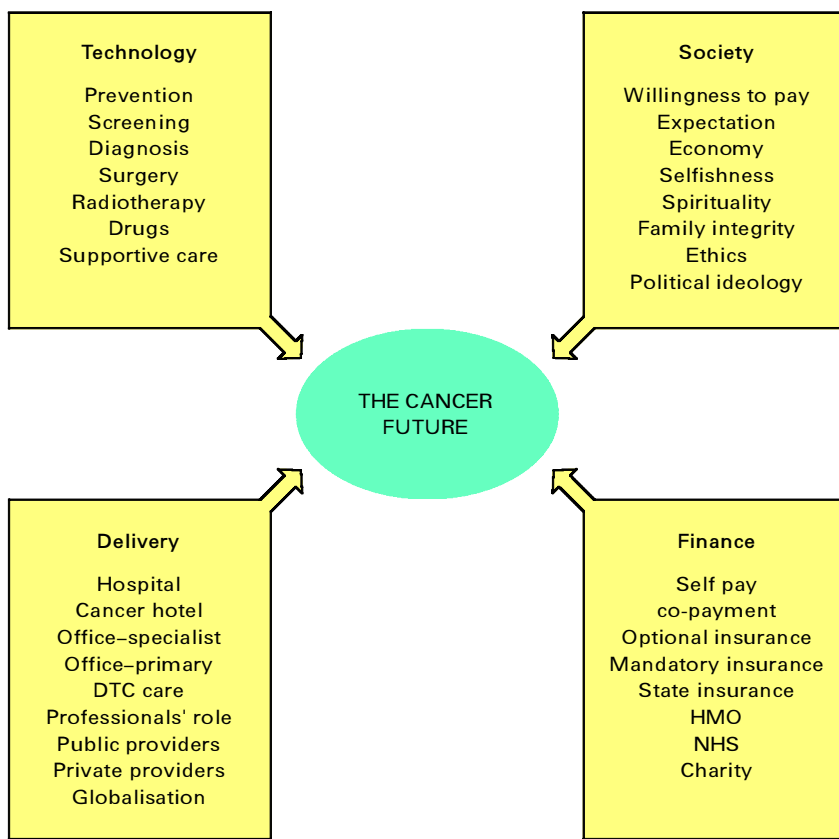 Technology
Prevention
Screening
Diagnosis
Surgery
Radiotherapy
Drugs
Supportive care
Society
Willingness to pay
Expectation
Economy
Selfishness
Spirituality
Family integrity
Ethics
Political ideology
THE CANCER
FUTURE
Delivery
Hospital
Cancer hotel
Office–specialist
Office–primary
DTC care
Professionals' role
Public providers
Private providers
Globalisation
Finance
Self pay
co-payment
Optional insurance
Mandatory insurance
State insurance
HMO
NHS
Charity